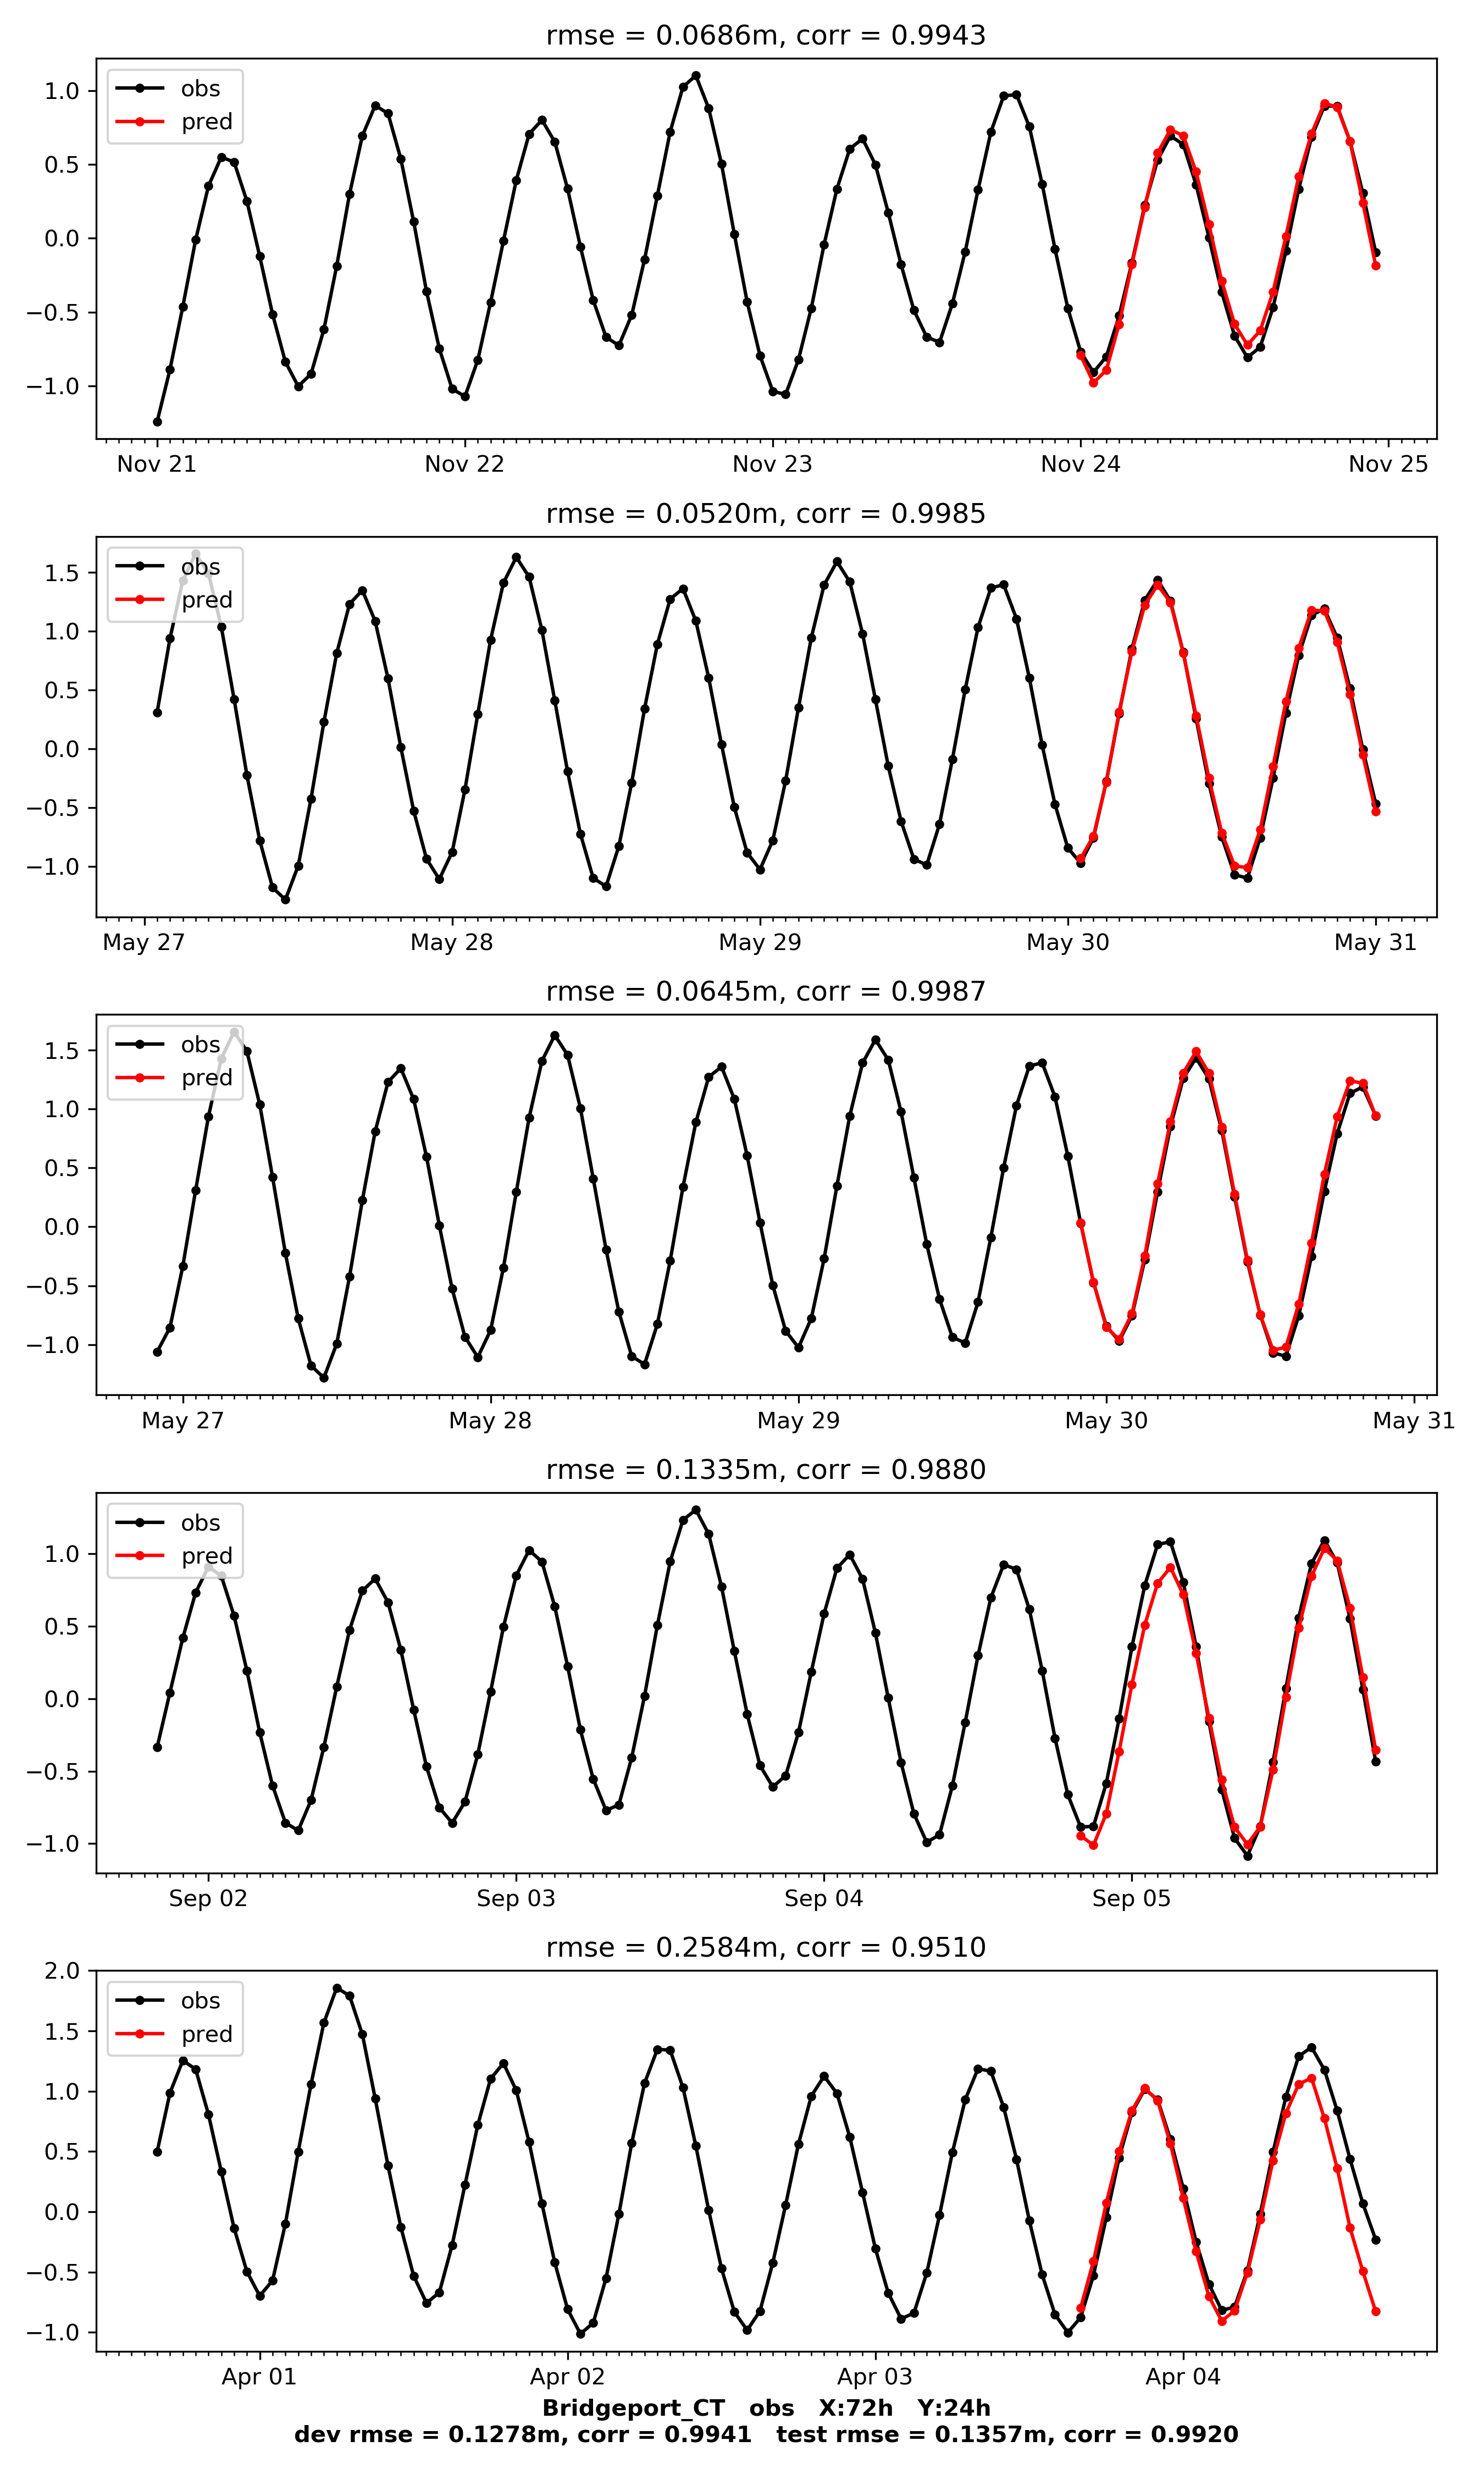 rmse = 0.0686m, corr = 0.9943
obs
pred
1.0
0.5
0.0
−0.5
−1.0
Nov 21 Nov 22 Nov 23 Nov 24 Nov 25
rmse = 0.0520m, corr = 0.9985
obs
pred
1.5
1.0
0.5
0.0
−0.5
−1.0
May 27 May 28 May 29 May 30 May 31
rmse = 0.0645m, corr = 0.9987
obs
pred
1.5
1.0
0.5
0.0
−0.5
−1.0
May 27 May 28 May 29 May 30 May 31
rmse = 0.1335m, corr = 0.9880
obs
pred
1.0
0.5
0.0
−0.5
−1.0
Sep 02 Sep 03 Sep 04 Sep 05
rmse = 0.2584m, corr = 0.9510
2.0
obs
pred
1.5
1.0
0.5
0.0
−0.5
−1.0
Apr 01 Apr 02 Apr 03 Apr 04
Bridgeport_CT obs X:72h Y:24h
dev rmse = 0.1278m, corr = 0.9941 test rmse = 0.1357m, corr = 0.9920